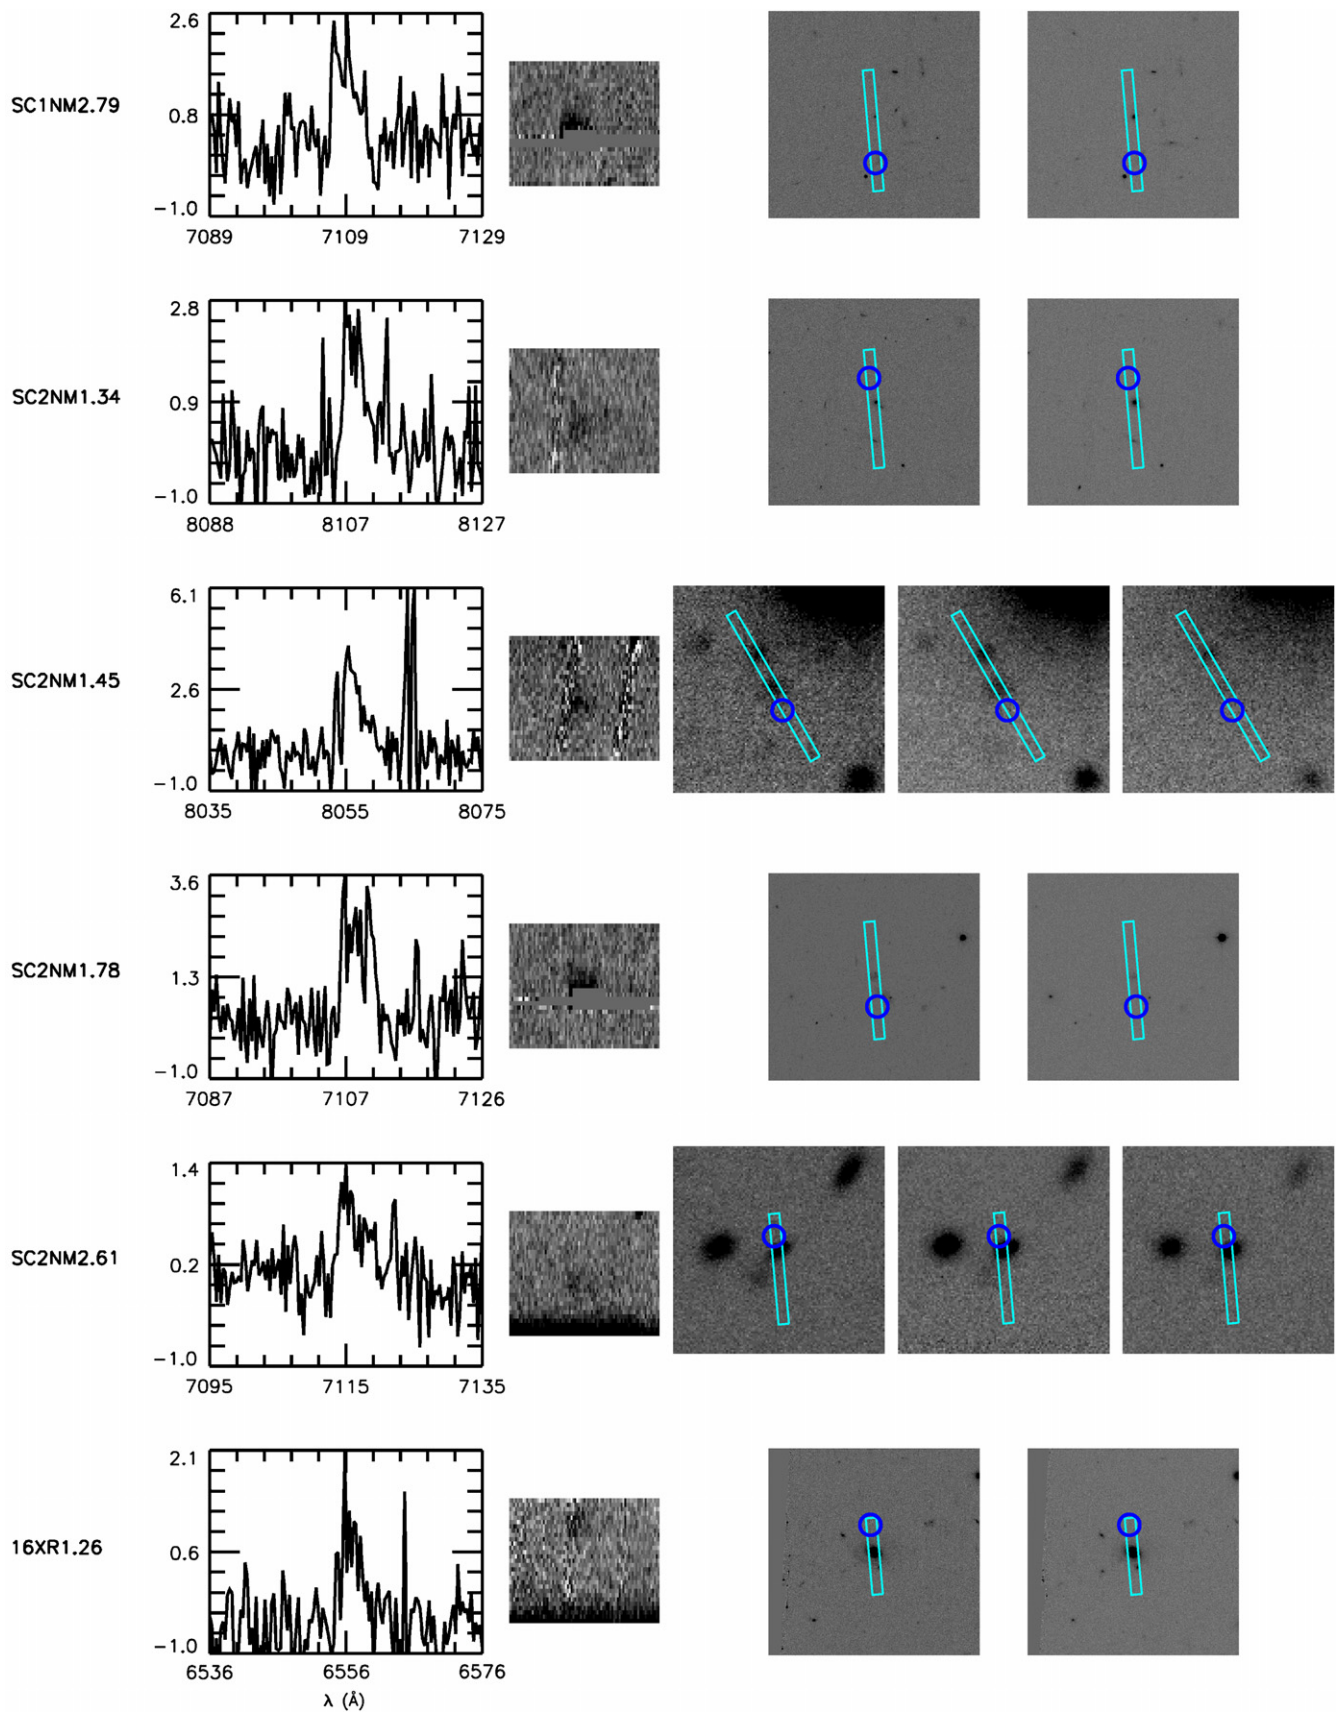 SC1NM2.79
2.6
0.8
−1.0
7089 7109 7129
SC2NM1.34
2.8
0.9
−1.0
8088 8107 8127
SC2NM1.45
6.1
2.6
−1.0
8035 8055 8075
SC2NM1.78
3.6
1.3
−1.0
7087 7107 7126
SC2NM2.61
1.4
0.2
−1.0
7095 7115 7135
16XR1.26
2.1
0.6
−1.0
6536 6556 6576
λ (Å)